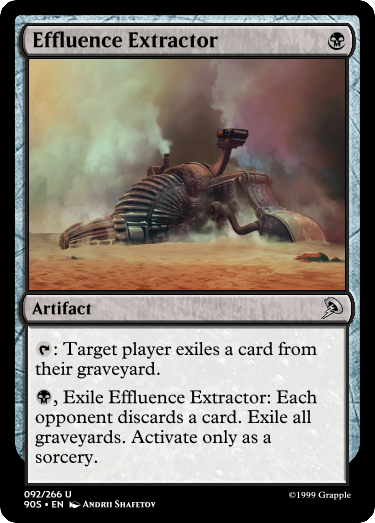 Effluence Extractor
Artifact
: Target player exiles a card from
their graveyard.
, Exile Effluence Extractor: Each
opponent discards a card. Exile all
graveyards. Activate only as a
sorcery.
092/266 U
90S • EN ANDRII SHAFETOV
©1999 Grapple